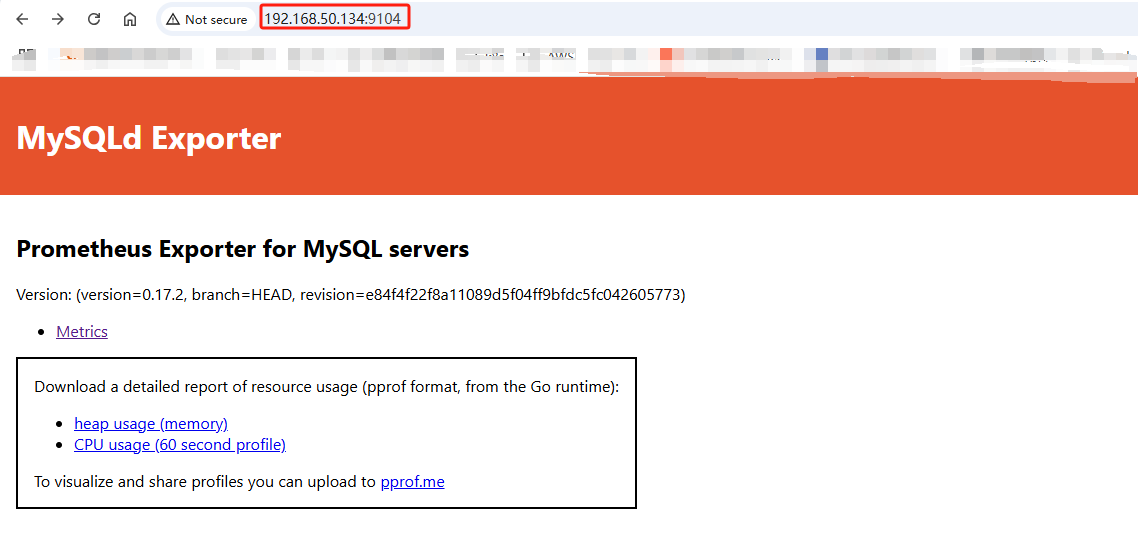 Not secure
192.168.50.134:9104
MySQLd Exporter
Prometheus Exporter for MySQL servers
Version: (version=0.17.2, branch=HEAD, revision=e84f4f22f8a11089d5f04ff9bfdc5fc042605773)
Metrics
Download a detailed report of resource usage (pprof format, from the Go runtime):
heap usage (memory)
CPU usage (60 second profile)
To visualize and share profiles you can upload to pprof.me